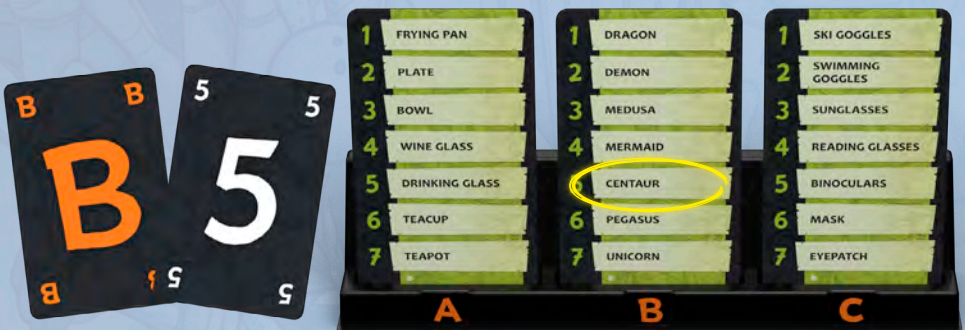 B B
B
B B
5 5
5
5 5
1 FRYING PAN
2 PLATE
3 BOWL
4 WINE GLASS
5 DRINKING GLASS
6 TEACUP
7 TEAPOT
A
1 DRAGON
2 DEMON
3 MEDUSA
4 MERMAID
5 CENTAUR
6 PEGASUS
7 UNICORN
B
1 SKI GOGGLES
2 SWIMMING
GOGGLES
3 SUNGLASSES
4 READING GLASSES
5 BINOCULARS
6 MASK
7 EYEPATCH
C